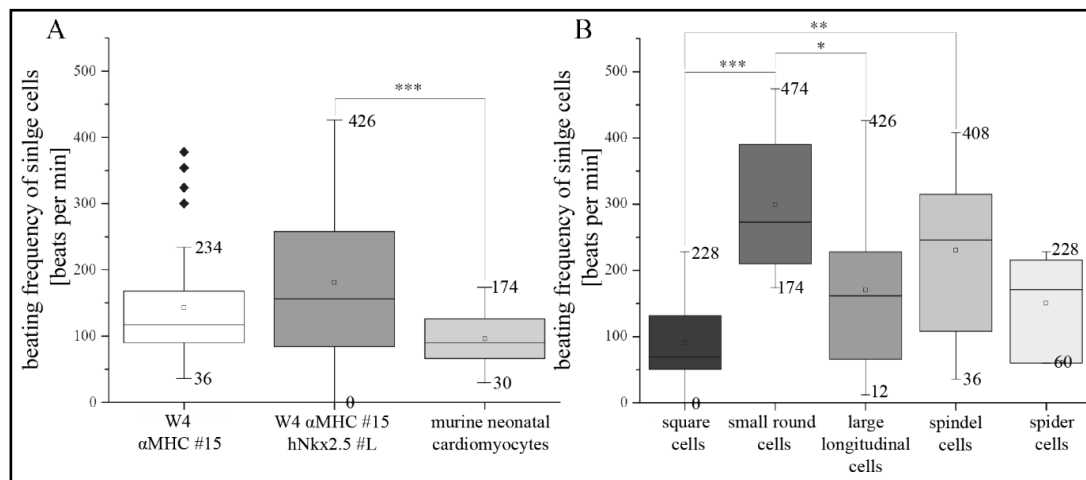 A
beating frequency of sinlge cells
[beats per min]
500
400
300
200
100
0
***
426
234
174
36
0
30
W4
αMHC #15
W4 αMHC #15
hNkx2.5 #L
murine neonatal
cardiomyocytes
B
beating frequency of sinlge cells
[beats per min]
500
400
300
200
100
0
**
***
*
474
426
408
228
228
174
60
36
12
0
square
cells
small round
cells
large
longitudinal
cells
spindel
cells
spider
cells